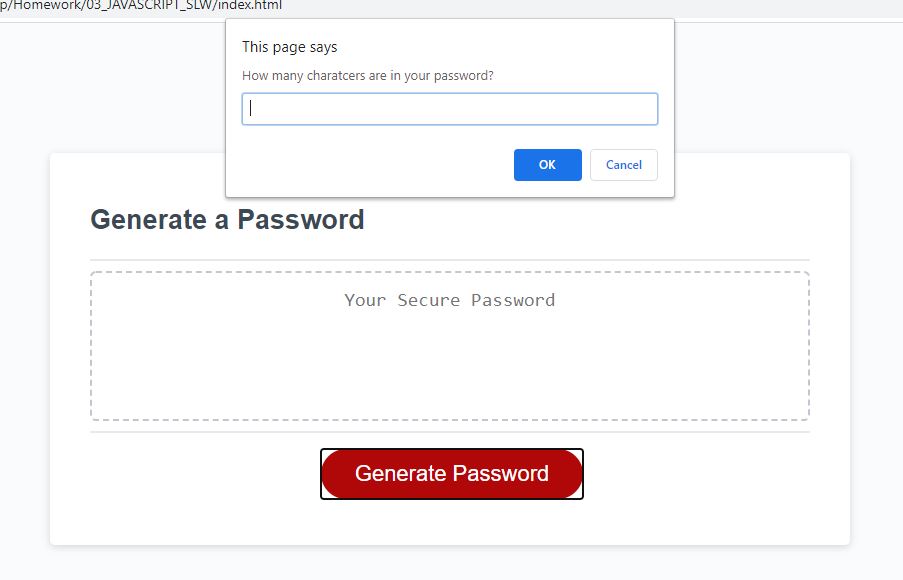 p/Homework/03_JAVASCRIPT_SLW/index.html
This page says
How many charatcers are in your password?
OK
Cancel
Generate a Password
Your Secure Password
Generate Password